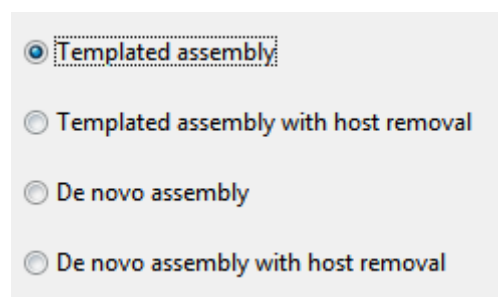 Templated assembly
Templated assembly with host removal
De novo assembly
De novo assembly with host removal